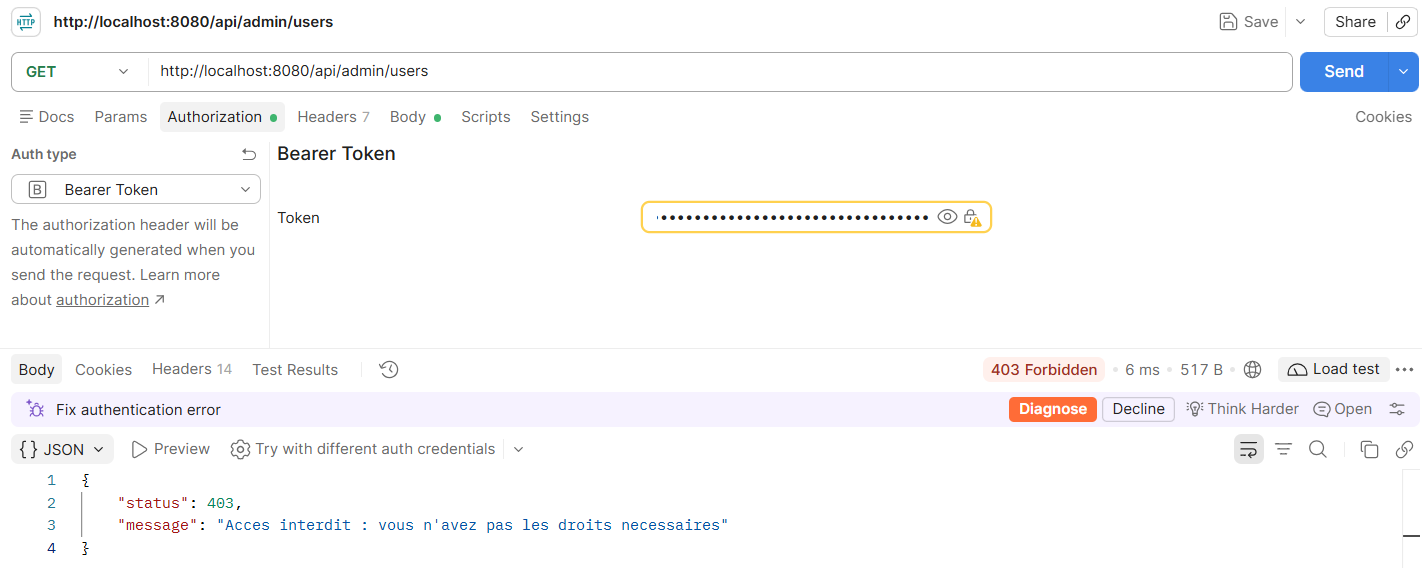 HTTP http://localhost:8080/api/admin/users Save Share
GET http://localhost:8080/api/admin/users Send
Docs Params Authorization Headers 7 Body Scripts Settings Cookies
Auth type
B Bearer Token
The authorization header will be
automatically generated when you
send the request. Learn more
about authorization ↗
Bearer Token
Token ••••••••••••••••••••••••••••••••
Body Cookies Headers 14 Test Results 403 Forbidden • 6 ms • 517 B • Load test •••
Fix authentication error Diagnose Decline Think Harder Open
{} JSON Preview Try with different auth credentials
1 {
2 "status": 403,
3 "message": "Acces interdit : vous n'avez pas les droits necessaires"
4 }